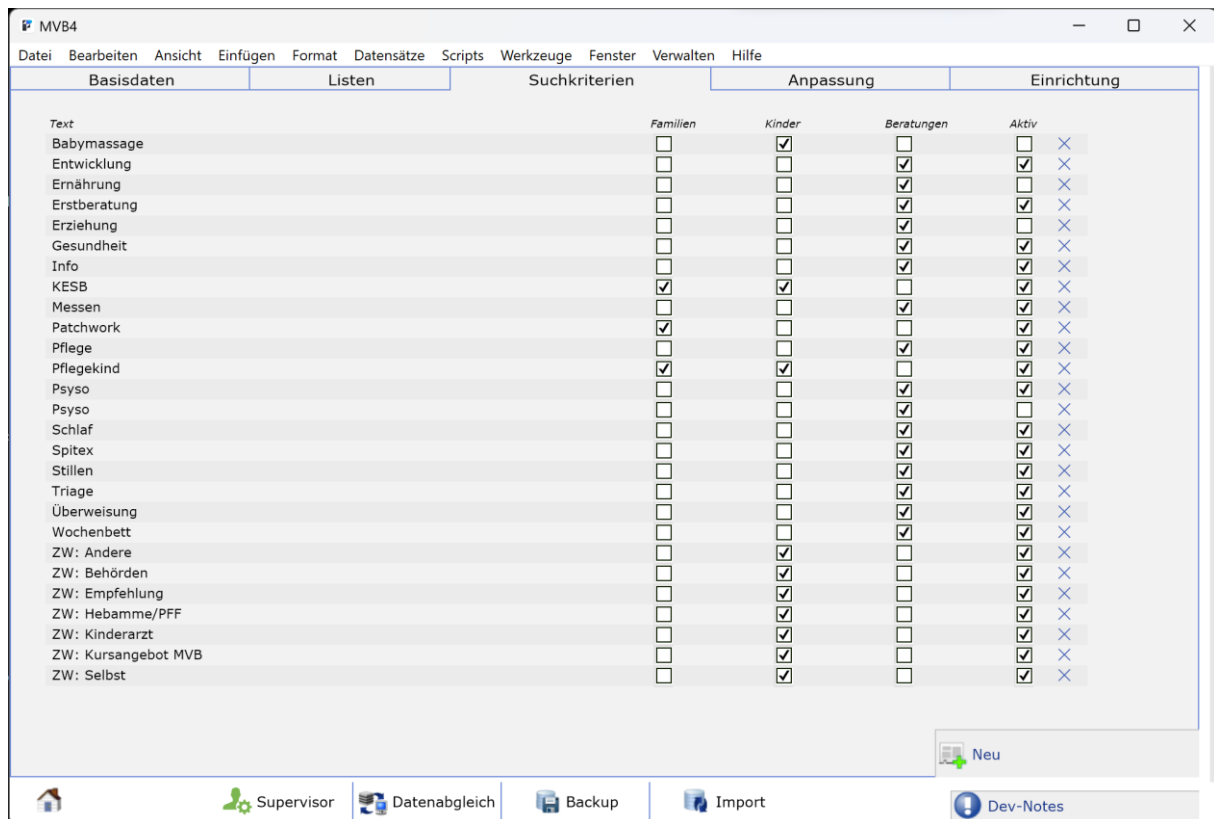 MVB4
Datei Bearbeiten Ansicht Einfügen Format Datensätze Scripts Werkzeuge Fenster Verwalten Hilfe
Basisdaten Listen Suchkriterien Anpassung Einrichtung
Text Familien Kinder Beratungen Aktiv
Babymassage
Entwicklung
Ernährung
Erstberatung
Erziehung
Gesundheit
Info
KESB
Messen
Patchwork
Pflege
Pflegekind
Psyso
Psyso
Schlaf
Spitex
Stillen
Triage
Überweisung
Wochenbett
ZW: Andere
ZW: Behörden
ZW: Empfehlung
ZW: Hebamme/PFF
ZW: Kinderarzt
ZW: Kursangebot MVB
ZW: Selbst
Neu
Supervisor Datenabgleich Backup Import Dev-Notes